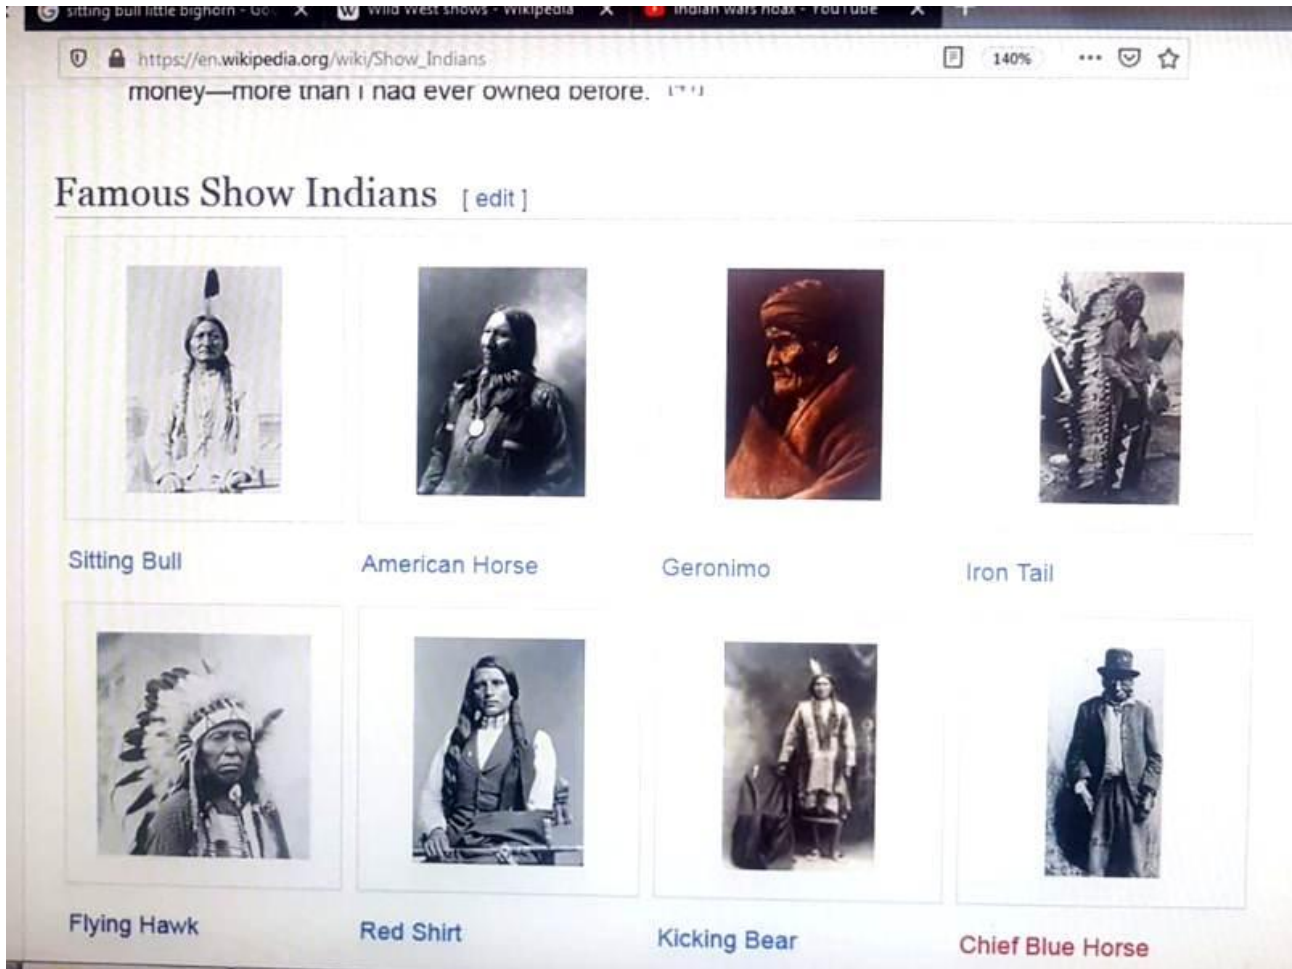 sitting bull little bighorn - Go
Wild West shows - Wikipedia
Indian wars hoax - YouTube
https://en.wikipedia.org/wiki/Show_Indians
140%
money—more than I had ever owned before.
Famous Show Indians [ edit ]
Sitting Bull
American Horse
Geronimo
Iron Tail
Flying Hawk
Red Shirt
Kicking Bear
Chief Blue Horse